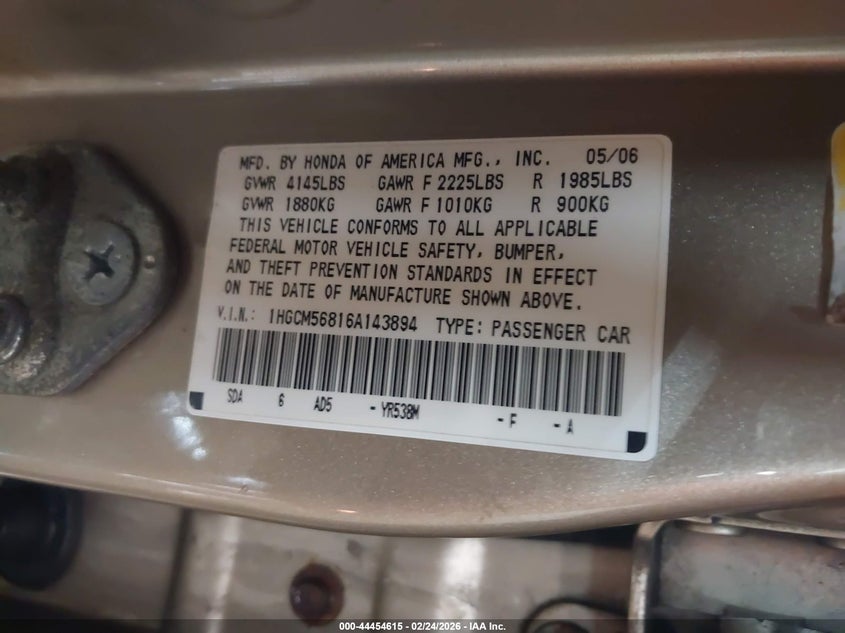 MFD. BY HONDA OF AMERICA MFG., INC. 05/06
GVWR 4145LBS GAWR F 2225LBS R 1985LBS
GVWR 1880KG GAWR F 1010KG R 900KG
THIS VEHICLE CONFORMS TO ALL APPLICABLE
FEDERAL MOTOR VEHICLE SAFETY, BUMPER,
AND THEFT PREVENTION STANDARDS IN EFFECT
ON THE DATE OF MANUFACTURE SHOWN ABOVE.
V.I.N.: 1HGCM56816A143894 TYPE: PASSENGER CAR
SDA 6 AD5 -YR538M -F -A
000-44454615 - 02/24/2026 - IAA Inc.